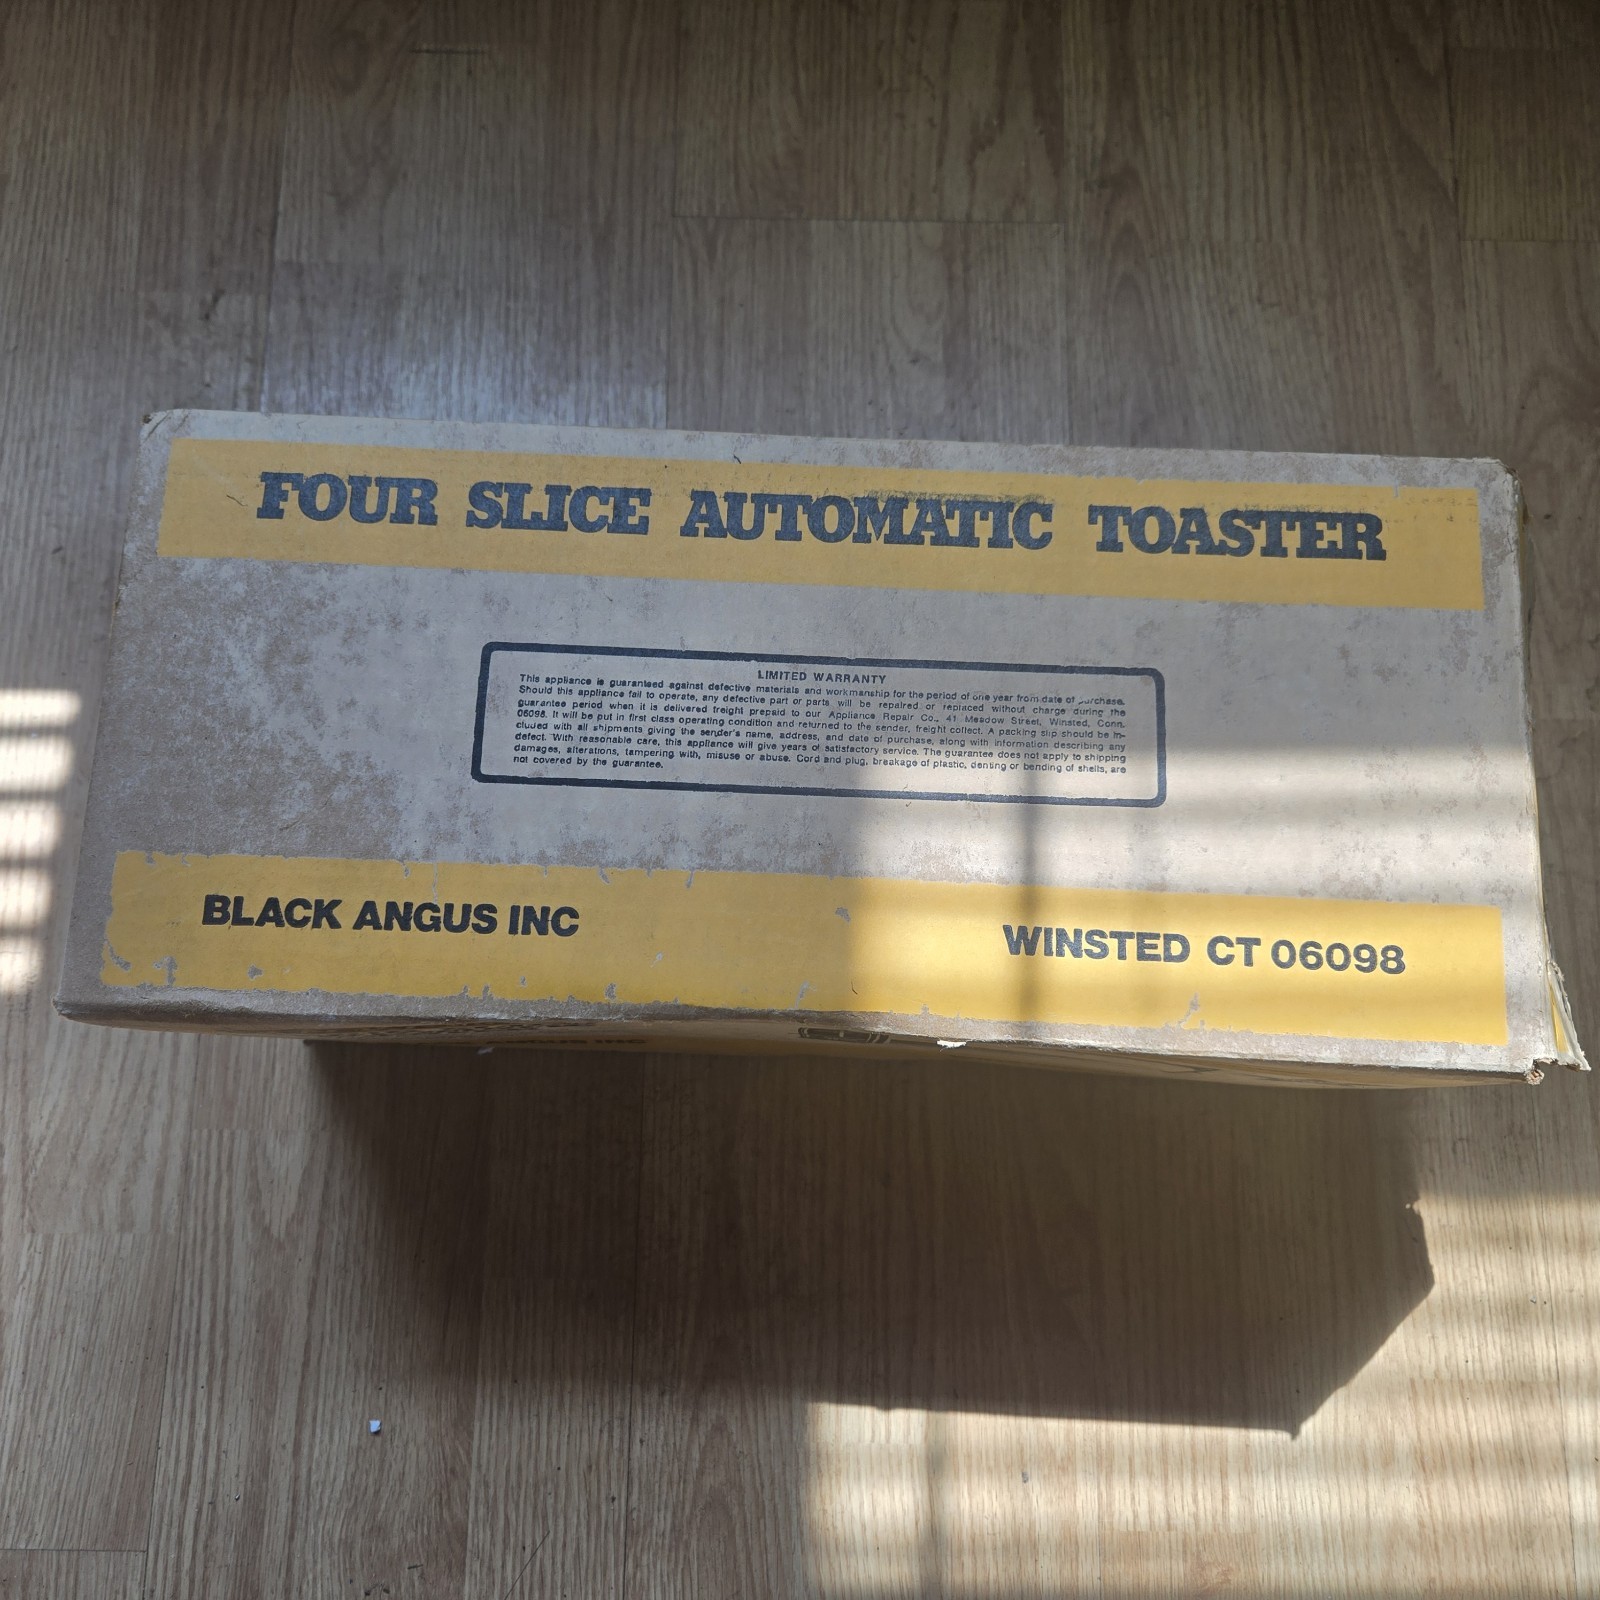 FOUR SLICE AUTOMATIC TOASTER
LIMITED WARRANTY
This appliance is guaranteed against defective materials and workmanship for the period of one year from date of purchase.
Should this appliance fail to operate, any defective part or parts will be repaired or replaced without charge during the
guarantee period when it is delivered freight prepaid to our Appliance Repair Co., 41 Meadow Street, Winsted, Conn.
06098. It will be put in first class operating condition and returned to the sender, freight collect. A packing slip should be in-
cluded with all shipments giving the sender's name, address, and date of purchase, along with information describing any
defect. With reasonable care, this appliance will give years of satisfactory service. The guarantee does not apply to shipping
damages, alterations, tampering with, misuse or abuse. Cord and plug, breakage of plastic, denting or bending of shells, are
not covered by the guarantee.
BLACK ANGUS INC WINSTED CT 06098
ANGUS INC